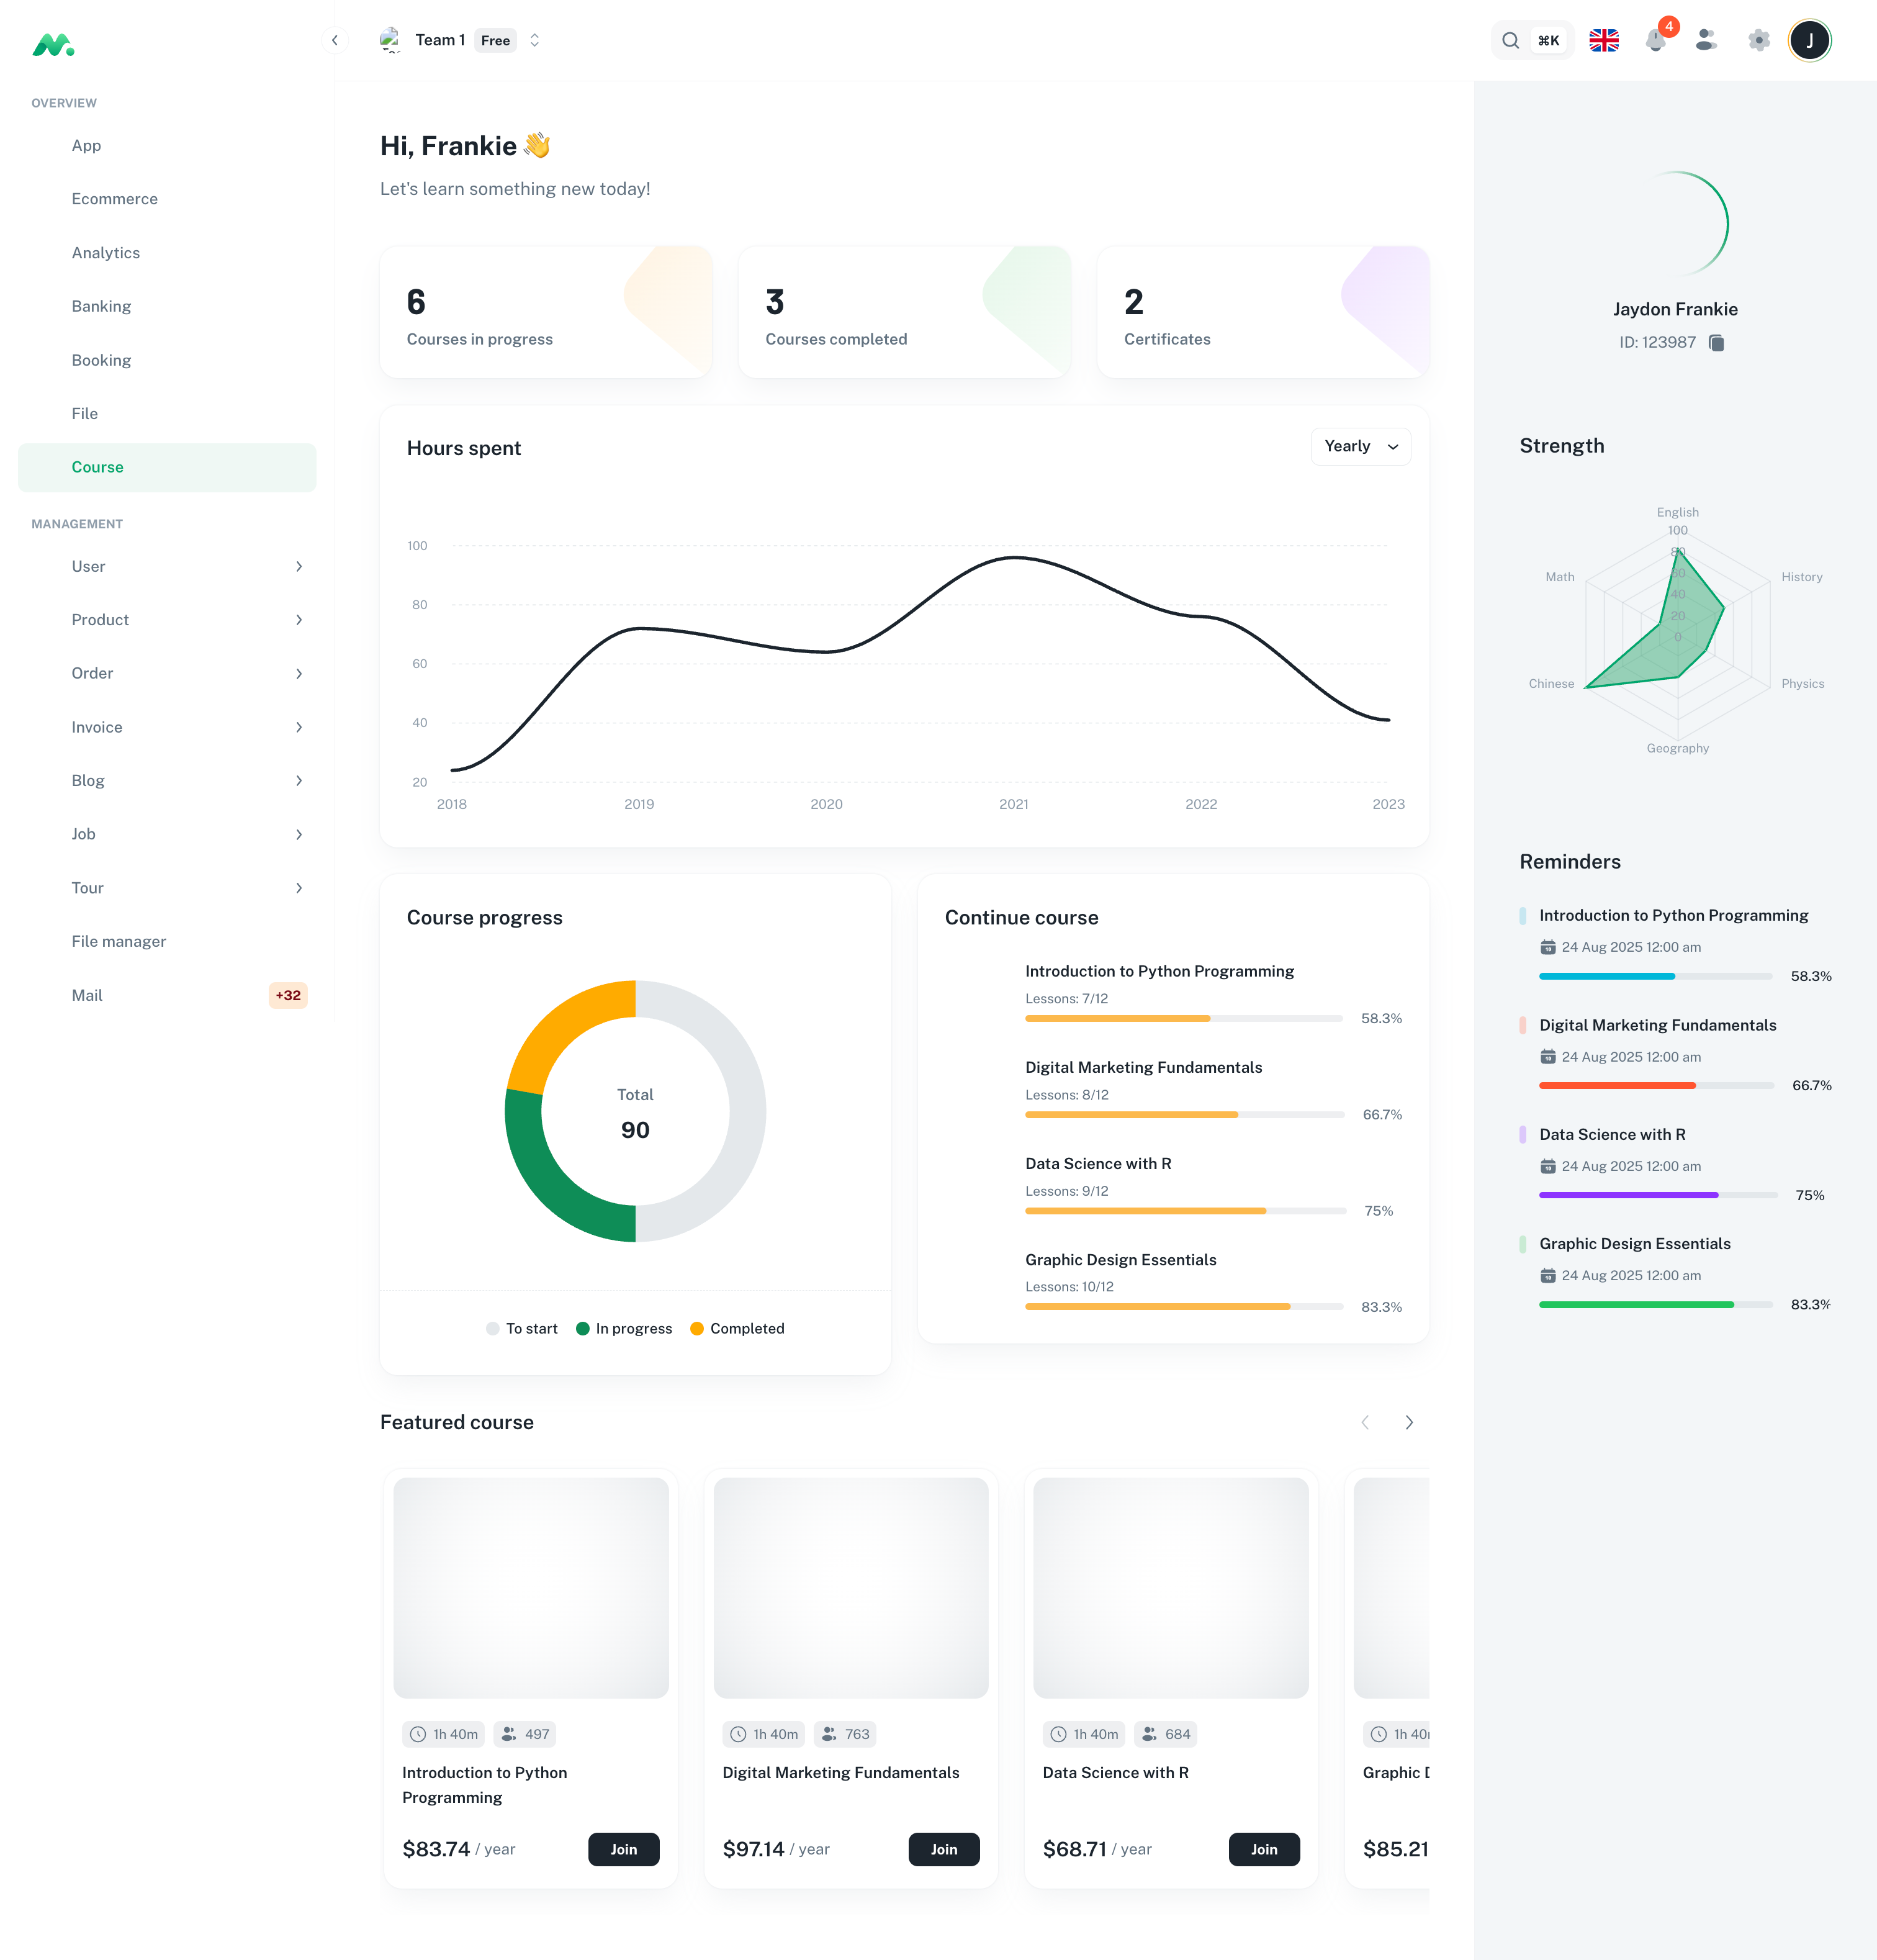 Team 1 Free
⌘K
4
J
OVERVIEW
App
Ecommerce
Analytics
Banking
Booking
File
Course
MANAGEMENT
User
Product
Order
Invoice
Blog
Job
Tour
File manager
Mail +32
Hi, Frankie 👋
Let's learn something new today!
6
Courses in progress
3
Courses completed
2
Certificates
Hours spent
Yearly
100
80
60
40
20
2018 2019 2020 2021 2022 2023
Course progress
Total
90
To start In progress Completed
Continue course
Introduction to Python Programming
Lessons: 7/12
58.3%
Digital Marketing Fundamentals
Lessons: 8/12
66.7%
Data Science with R
Lessons: 9/12
75%
Graphic Design Essentials
Lessons: 10/12
83.3%
Featured course
1h 40m 497
Introduction to Python
Programming
$83.74 / year
Join
1h 40m 763
Digital Marketing Fundamentals
$97.14 / year
Join
1h 40m 684
Data Science with R
$68.71 / year
Join
1h 40
Graphic
$85.21
Jaydon Frankie
ID: 123987
Strength
English
100
80
60
40
20
0
Math
History
Chinese
Physics
Geography
Reminders
Introduction to Python Programming
24 Aug 2025 12:00 am
58.3%
Digital Marketing Fundamentals
24 Aug 2025 12:00 am
66.7%
Data Science with R
24 Aug 2025 12:00 am
75%
Graphic Design Essentials
24 Aug 2025 12:00 am
83.3%